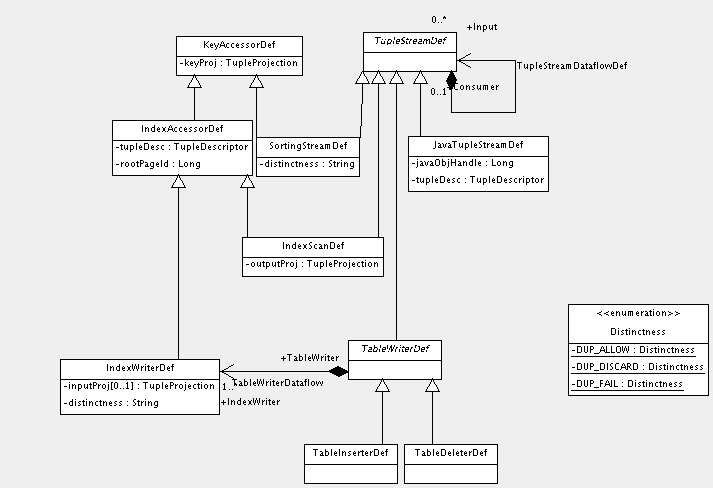 0..*
+Input
KeyAccessorDef
-keyProj : TupleProjection
TupleStreamDef
TupleStreamDataflowDef
0..1
+Consumer
IndexAccessorDef
-tupleDesc : TupleDescriptor
-rootPageId : Long
SortingStreamDef
-distinctness : String
JavaTupleStreamDef
-javaObjHandle : Long
-tupleDesc : TupleDescriptor
IndexScanDef
-outputProj : TupleProjection
<<enumeration>>
Distinctness
-DUP_ALLOW : Distinctness
-DUP_DISCARD : Distinctness
-DUP_FAIL : Distinctness
TableWriterDef
+TableWriter
IndexWriterDef
-inputProj[0..1] : TupleProjection
-distinctness : String
1..*
TableWriterDataflow
+IndexWriter
TableInserterDef
TableDeleterDef